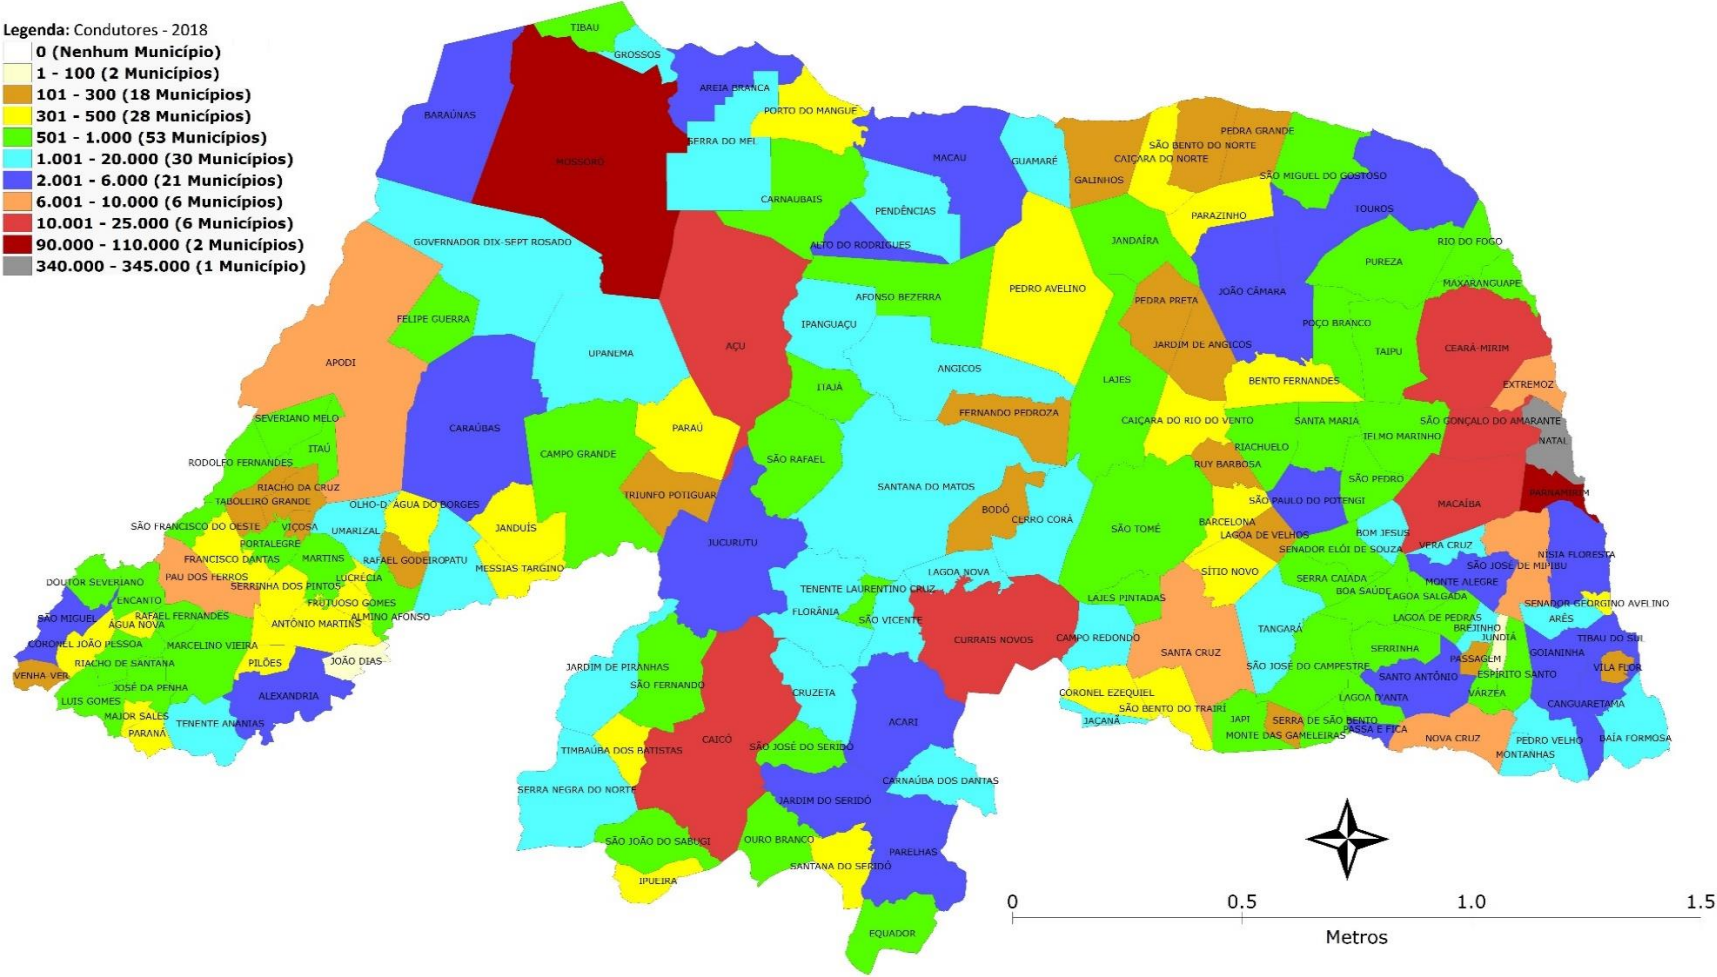 Legenda: Condutores - 2018
0 (Nenhum Município)
1 - 100 (2 Municípios)
101 - 300 (18 Municípios)
301 - 500 (28 Municípios)
501 - 1.000 (53 Municípios)
1.001 - 20.000 (30 Municípios)
2.001 - 6.000 (21 Municípios)
6.001 - 10.000 (6 Municípios)
10.001 - 25.000 (6 Municípios)
90.000 - 110.000 (2 Municípios)
340.000 - 345.000 (1 Município)
TIBAU
GROSSOS
AREIA BRANCA
BARAÚNAS
PORTO DO MANGUE
SERRA DO MEL
MOSSORÓ
MACAU
GUAMARÉ
GALINHOS
CAIÇARA DO NORTE
SÃO BENTO DO NORTE
PEDRA GRANDE
SÃO MIGUEL DO GOSTOSO
CARNAUBAIS
PENDÊNCIAS
PARAZINHO
TOUROS
GOVERNADOR DIX-SEPT ROSADO
ALTO DO RODRIGUES
JANDAÍRA
RIO DO FOGO
PUREZA
MAXARANGUAPE
AFONSO BEZERRA
PEDRO AVELINO
PEDRA PRETA
JOÃO CÂMARA
FELIPE GUERRA
IPANGUAÇU
POÇO BRANCO
TAIPU
CEARÁ-MIRIM
APODI
UPANEMA
AÇU
JARDIM DE ANGICOS
ANGICOS
LAJES
BENTO FERNANDES
EXTREMOZ
ITAJÁ
FERNANDO PEDROZA
CAIÇARA DO RIO DO VENTO
SANTA MARIA
SÃO GONÇALO DO AMARANTE
SEVERIANO MELO
CARAÚBAS
PARAÚ
IELMO MARINHO
NATAL
ITAÚ
RIACHUELO
RODOLFO FERNANDES
CAMPO GRANDE
SÃO RAFAEL
RUY BARBOSA
SÃO PEDRO
RIACHO DA CRUZ
SANTANA DO MATOS
PARNAMIRIM
TABOLEIRO GRANDE
OLHO-D´ÁGUA DO BORGES
TRIUNFO POTIGUAR
BODÓ
CERRO CORÁ
SÃO PAULO DO POTENGI
MACAÍBA
SÃO FRANCISCO DO OESTE
VIÇOSA
UMARIZAL
JANDUÍS
SÃO TOMÉ
BARCELONA
LAGOA DE VELHOS
BOM JESUS
PORTALEGRE
JUCURUTU
SENADOR ELÓI DE SOUZA
VERA CRUZ
FRANCISCO DANTAS
MARTINS
RAFAEL GODEIRO
PATU
MESSIAS TARGINO
LAGOA NOVA
SÍTIO NOVO
NÍSIA FLORESTA
SÃO JOSÉ DE MIPIBU
PAU DOS FERROS
LUCRÉCIA
SERRA CAIADA
MONTE ALEGRE
DOUTOR SEVERIANO
SERRINHA DOS PINTOS
TENENTE LAURENTINO CRUZ
LAJES PINTADAS
BOA SAÚDE
LAGOA SALGADA
ENCANTO
FRUTUOSO GOMES
SENADOR GEORGINO AVELINO
SÃO MIGUEL
RAFAEL FERNANDES
ALMINO AFONSO
FLORÂNIA
SÃO VICENTE
LAGOA DE PEDRAS
ARÊS
ÁGUA NOVA
ANTÔNIO MARTINS
TANGARÁ
BREJINHO
CORONEL JOÃO PESSOA
MARCELINO VIEIRA
CURRAIS NOVOS
CAMPO REDONDO
JUNDIÁ
TIBAU DO SUL
SERRINHA
SANTA CRUZ
GOIANINHA
RIACHO DE SANTANA
PILÕES
JOÃO DIAS
JARDIM DE PIRANHAS
PASSAGEM
VENHA-VER
SÃO JOSÉ DO CAMPESTRE
VILA FLOR
JOSÉ DA PENHA
SÃO FERNANDO
SANTO ANTÔNIO
ESPÍRITO SANTO
LUIS GOMES
ALEXANDRIA
CRUZETA
CORONEL EZEQUIEL
LAGOA D'ANTA
VÁRZEA
CANGUARETAMA
MAJOR SALES
TENENTE ANANIAS
ACARI
JAÇANÃ
SÃO BENTO DO TRAIRÍ
JAPI
SERRA DE SÃO BENTO
PARANÁ
MONTE DAS GAMELEIRAS
PASSA E FICA
CAICÓ
NOVA CRUZ
PEDRO VELHO
BAÍA FORMOSA
TIMBAÚBA DOS BATISTAS
SÃO JOSÉ DO SERIDÓ
MONTANHAS
SERRA NEGRA DO NORTE
CARNAÚBA DOS DANTAS
JARDIM DO SERIDÓ
SÃO JOÃO DO SABUGI
OURO BRANCO
PARELHAS
SANTANA DO SERIDÓ
IPUEIRA
EQUADOR
0 0.5 1.0 1.5
Metros